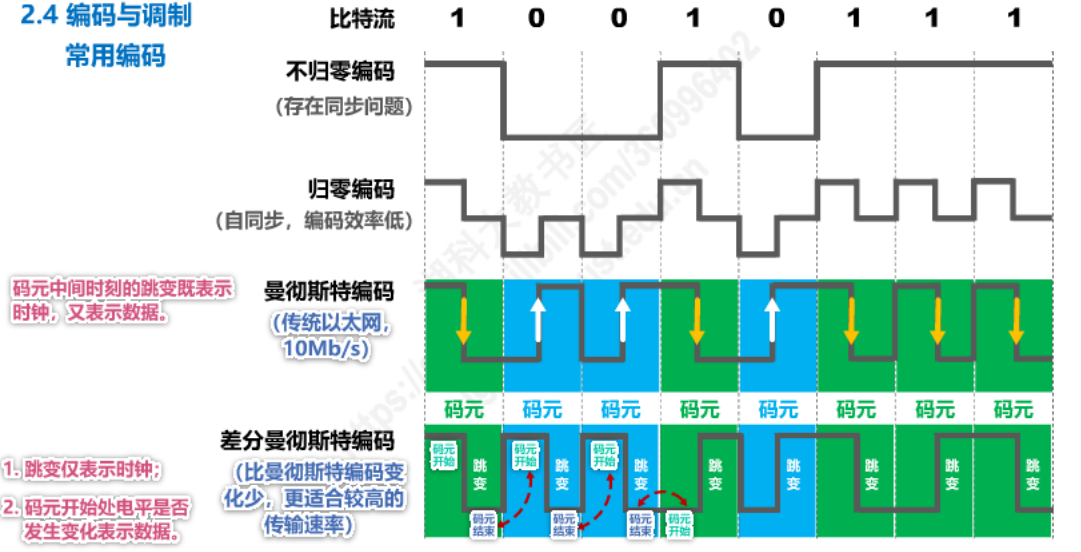 2.4 编码与调制
常用编码
比特流 1 0 0 1 0 1 1 1
不归零编码
(存在同步问题)
归零编码
(自同步，编码效率低)
码元中间时刻的跳变既表示
时钟，又表示数据。
曼彻斯特编码
(传统以太网，
10Mb/s)
码元 码元 码元 码元 码元 码元 码元 码元
差分曼彻斯特编码
(比曼彻斯特编码变
化少，更适合较高的
传输速率)
1. 跳变仅表示时钟;
2. 码元开始处电平是否
发生变化表示数据。
码元
开始
码元
开始
码元
开始
跳
变
跳
变
跳
变
跳
变
跳
变
跳
变
跳
变
跳
变
码元
结束
码元
结束
码元
结束
码元
开始